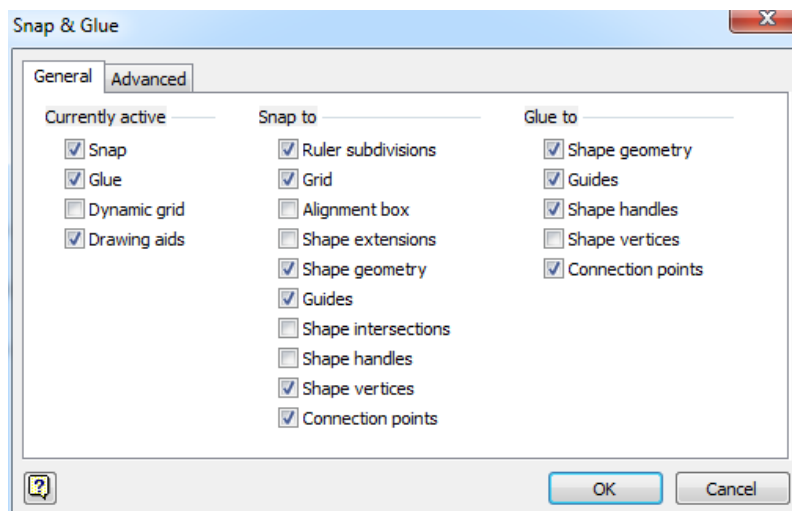 Snap & Glue
General
Advanced
Currently active
Snap
Glue
Dynamic grid
Drawing aids
Snap to
Ruler subdivisions
Grid
Alignment box
Shape extensions
Shape geometry
Guides
Shape intersections
Shape handles
Shape vertices
Connection points
Glue to
Shape geometry
Guides
Shape handles
Shape vertices
Connection points
OK
Cancel